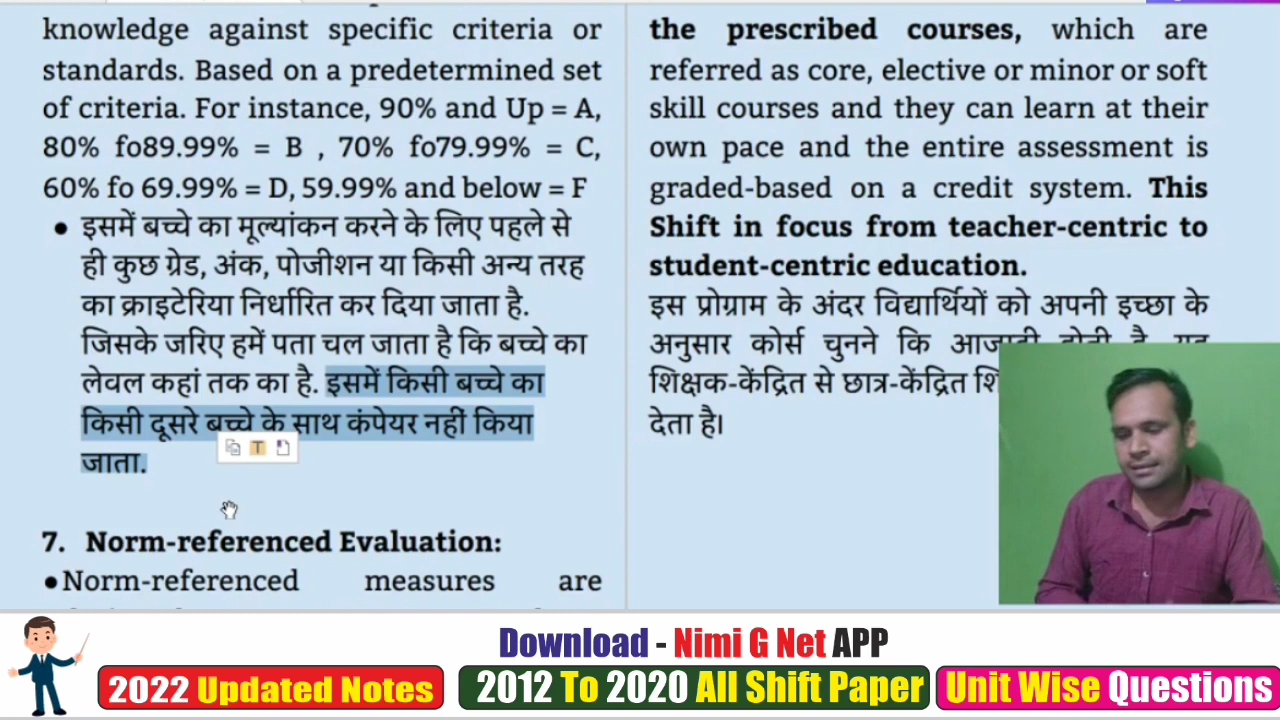 knowledge against specific criteria or
standards. Based on a predetermined set
of criteria. For instance, 90% and Up = A,
80% fo89.99% = B , 70% fo79.99% = C,
60% fo 69.99% = D, 59.99% and below = F
● इसमें बच्चे का मूल्यांकन करने के लिए पहले से
ही कुछ ग्रेड, अंक, पोजीशन या किसी अन्य तरह
का क्राइटेरिया निर्धारित कर दिया जाता है.
जिसके जरिए हमें पता चल जाता है कि बच्चे का
लेवल कहां तक का है. इसमें किसी बच्चे का
किसी दूसरे बच्चे के साथ कंपेयर नहीं किया
जाता.
7. Norm-referenced Evaluation:
●Norm-referenced measures are
the prescribed courses, which are
referred as core, elective or minor or soft
skill courses and they can learn at their
own pace and the entire assessment is
graded-based on a credit system. This
Shift in focus from teacher-centric to
student-centric education.
इस प्रोग्राम के अंदर विद्यार्थियों को अपनी इच्छा के
अनुसार कोर्स चुनने कि
शिक्षक-केंद्रित से छात्र-केंद्रित
देता है।
Download - Nimi G Net APP
2022 Updated Notes
2012 To 2020 All Shift Paper
Unit Wise Questions